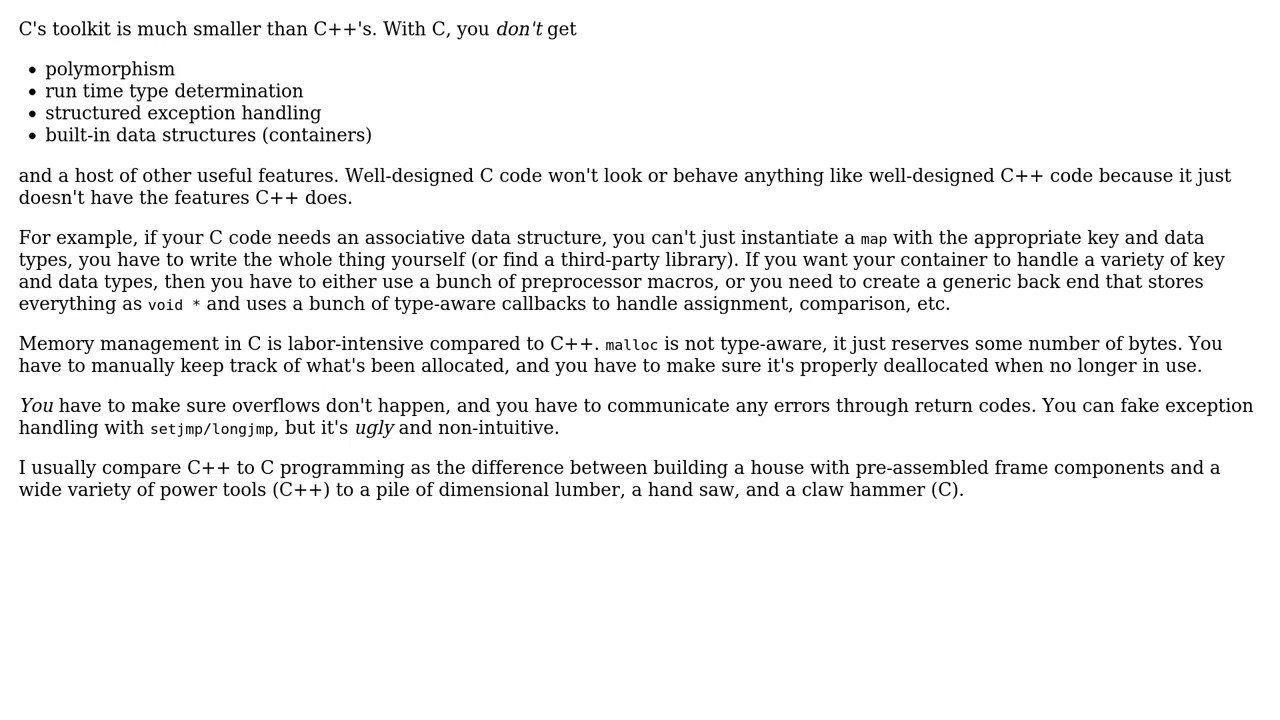 C's toolkit is much smaller than C++'s. With C, you don't get
• polymorphism
• run time type determination
• structured exception handling
• built-in data structures (containers)
and a host of other useful features. Well-designed C code won't look or behave anything like well-designed C++ code because it just
doesn't have the features C++ does.
For example, if your C code needs an associative data structure, you can't just instantiate a map with the appropriate key and data
types, you have to write the whole thing yourself (or find a third-party library). If you want your container to handle a variety of key
and data types, then you have to either use a bunch of preprocessor macros, or you need to create a generic back end that stores
everything as void * and uses a bunch of type-aware callbacks to handle assignment, comparison, etc.
Memory management in C is labor-intensive compared to C++. malloc is not type-aware, it just reserves some number of bytes. You
have to manually keep track of what's been allocated, and you have to make sure it's properly deallocated when no longer in use.
You have to make sure overflows don't happen, and you have to communicate any errors through return codes. You can fake exception
handling with setjmp/longjmp, but it's ugly and non-intuitive.
I usually compare C++ to C programming as the difference between building a house with pre-assembled frame components and a
wide variety of power tools (C++) to a pile of dimensional lumber, a hand saw, and a claw hammer (C).